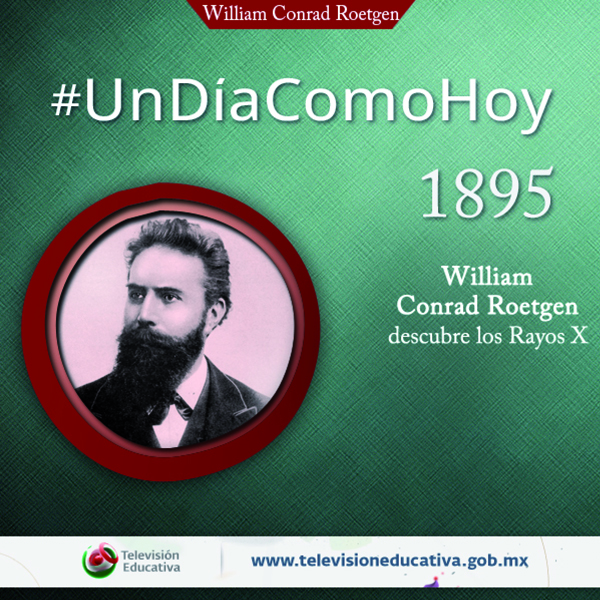 William Conrad Roetgen
#UnDíaComoHoy
1895
William
Conrad Roetgen
descubre los Rayos X
Televisión
Educativa
www.televisioneducativa.gob.mx